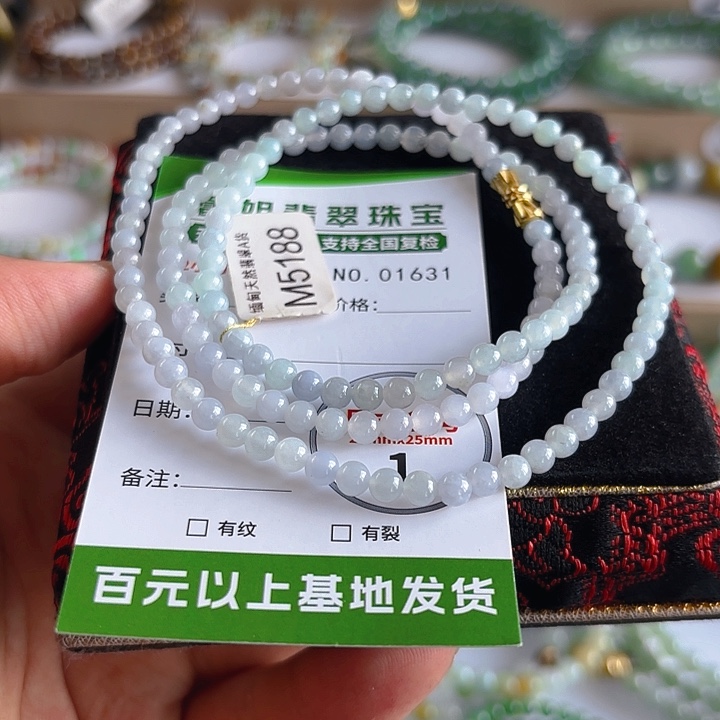 姐翡翠珠宝
支持全国复检
缅甸天然翡翠A货
M5188
NO. 01631
价格:
日期:
x25mm
1
备注:
□ 有纹 □ 有裂
百元以上基地发货